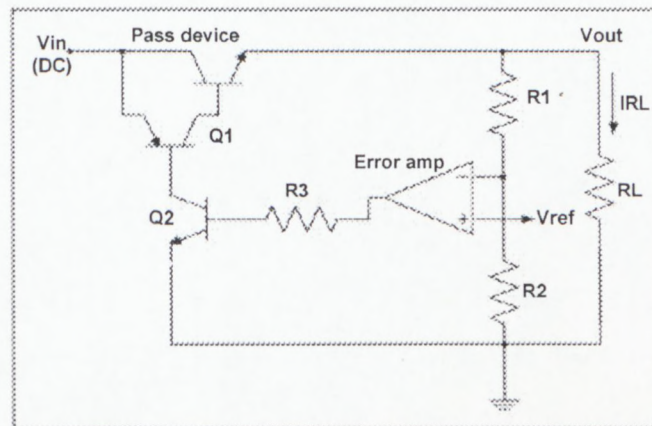 Vin
(DC)
Pass device
Vout
R1
IRL
Q1
Error amp
RL
R3
Q2
Vref
R2